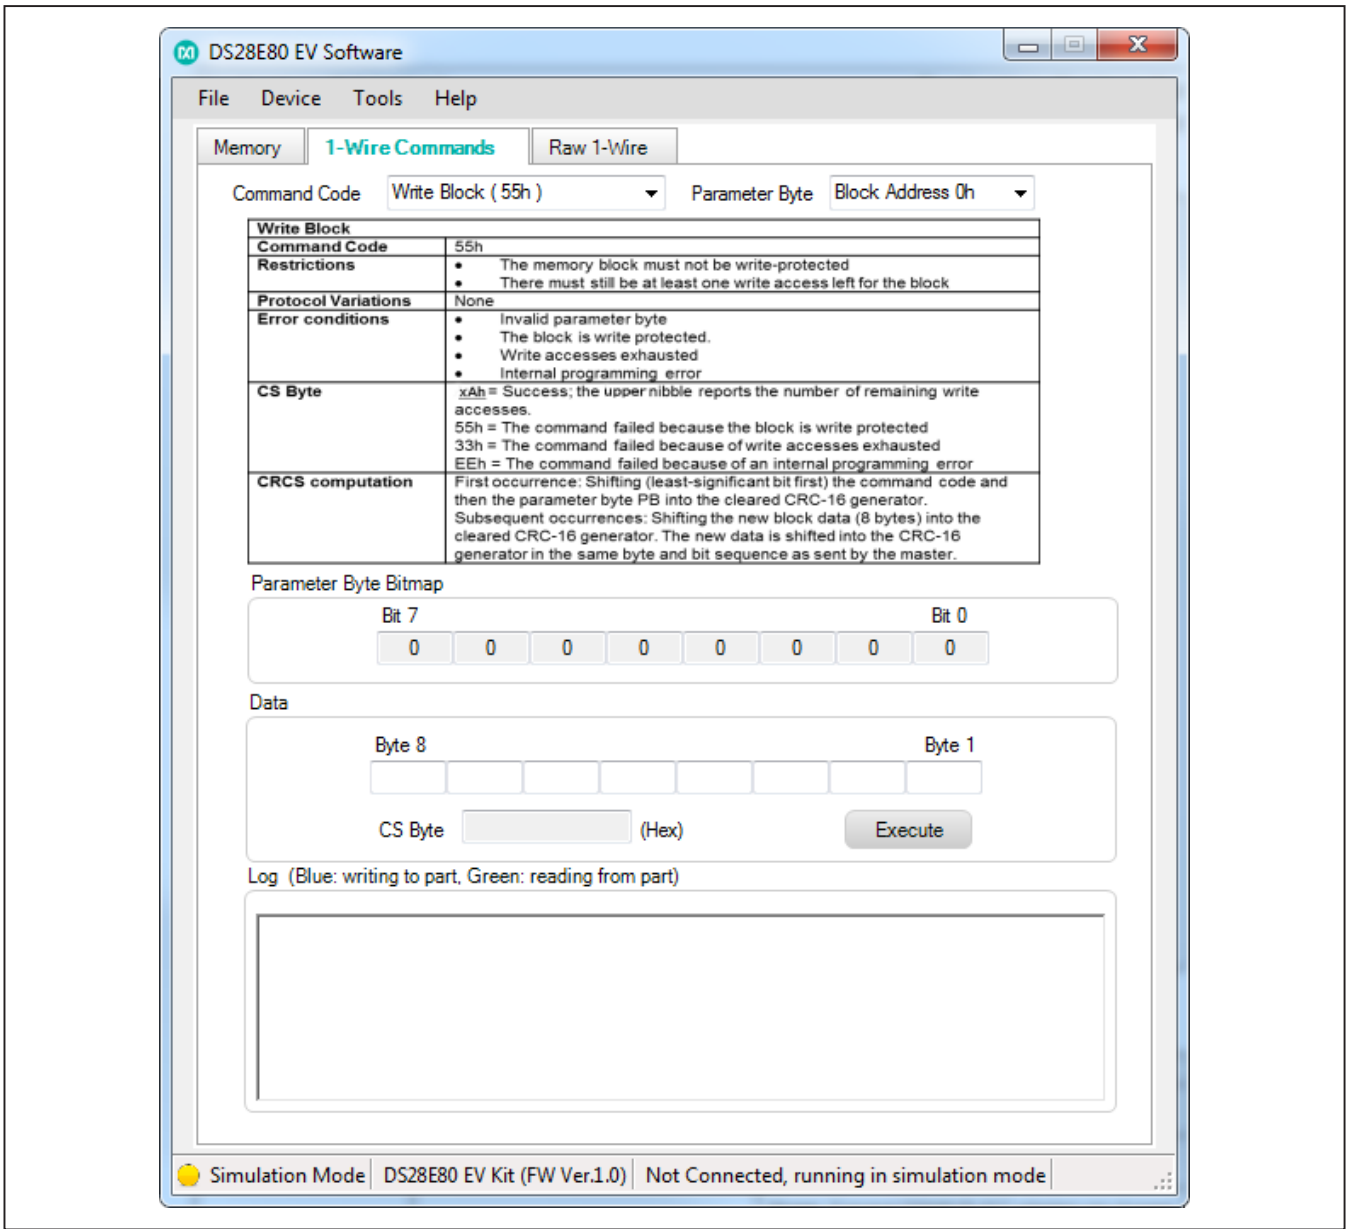 DS28E80 EV Software
File Device Tools Help
Memory 1-Wire Commands Raw 1-Wire
Command Code Write Block ( 55h ) Parameter Byte Block Address 0h
Write Block
Command Code 55h
Restrictions • The memory block must not be write-protected
• There must still be at least one write access left for the block
Protocol Variations None
Error conditions • Invalid parameter byte
• The block is write protected.
• Write accesses exhausted
• Internal programming error
CS Byte xAh = Success; the upper nibble reports the number of remaining write
accesses.
55h = The command failed because the block is write protected
33h = The command failed because of write accesses exhausted
EEh = The command failed because of an internal programming error
CRCS computation First occurrence: Shifting (least-significant bit first) the command code and
then the parameter byte PB into the cleared CRC-16 generator.
Subsequent occurrences: Shifting the new block data (8 bytes) into the
cleared CRC-16 generator. The new data is shifted into the CRC-16
generator in the same byte and bit sequence as sent by the master.
Parameter Byte Bitmap
Bit 7 Bit 0
0 0 0 0 0 0 0 0
Data
Byte 8 Byte 1
CS Byte (Hex) Execute
Log (Blue: writing to part, Green: reading from part)
Simulation Mode DS28E80 EV Kit (FW Ver.1.0) Not Connected, running in simulation mode